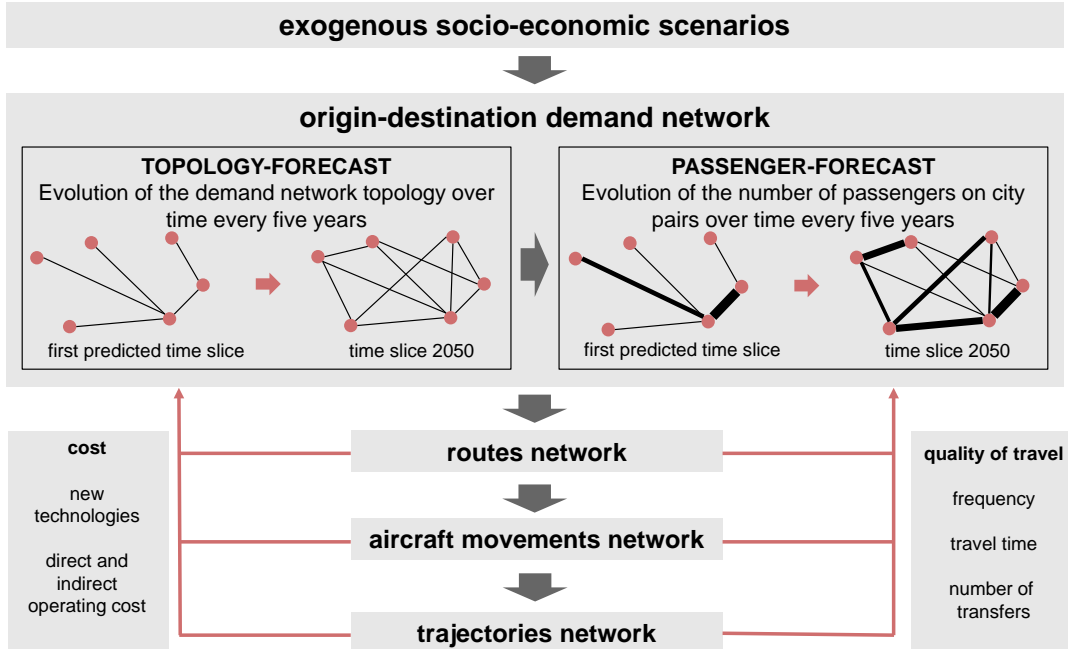 exogenous socio-economic scenarios
origin-destination demand network
TOPOLOGY-FORECAST
Evolution of the demand network topology over
time every five years
first predicted time slice
time slice 2050
PASSENGER-FORECAST
Evolution of the number of passengers on city
pairs over time every five years
first predicted time slice
time slice 2050
cost
new
technologies
direct and
indirect
operating cost
routes network
aircraft movements network
trajectories network
quality of travel
frequency
travel time
number of
transfers